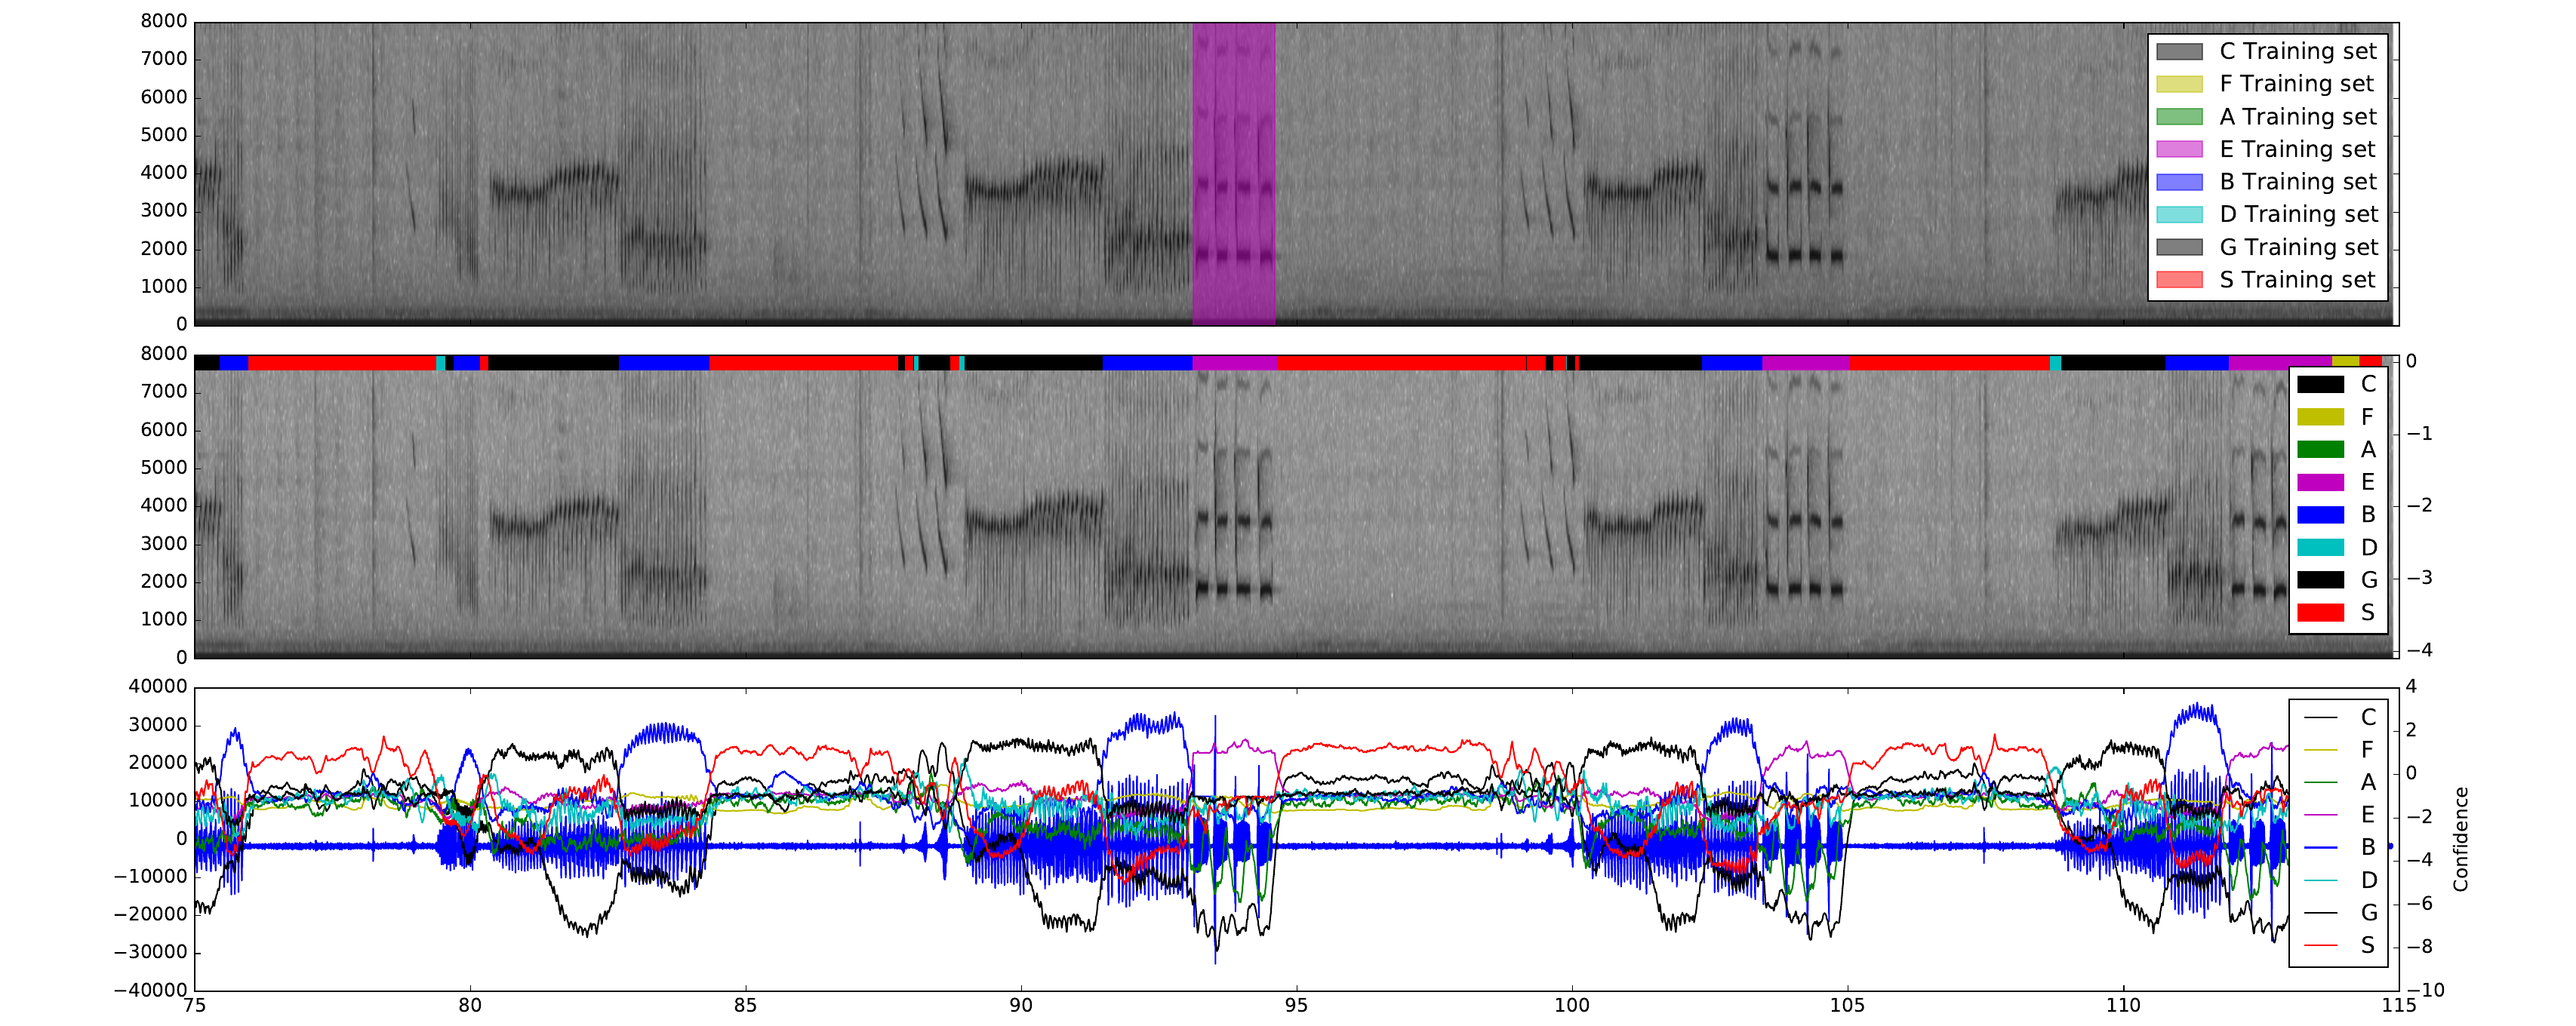 8000
7000
6000
5000
4000
3000
2000
1000
0
C Training set
F Training set
A Training set
E Training set
B Training set
D Training set
G Training set
S Training set
8000
7000
6000
5000
4000
3000
2000
1000
0
0
−1
−2
−3
−4
C
F
A
E
B
D
G
S
40000
30000
20000
10000
0
−10000
−20000
−30000
−40000
4
2
0
−2
−4
−6
−8
−10
Confidence
C
F
A
E
B
D
G
S
75
80
85
90
95
100
105
110
115